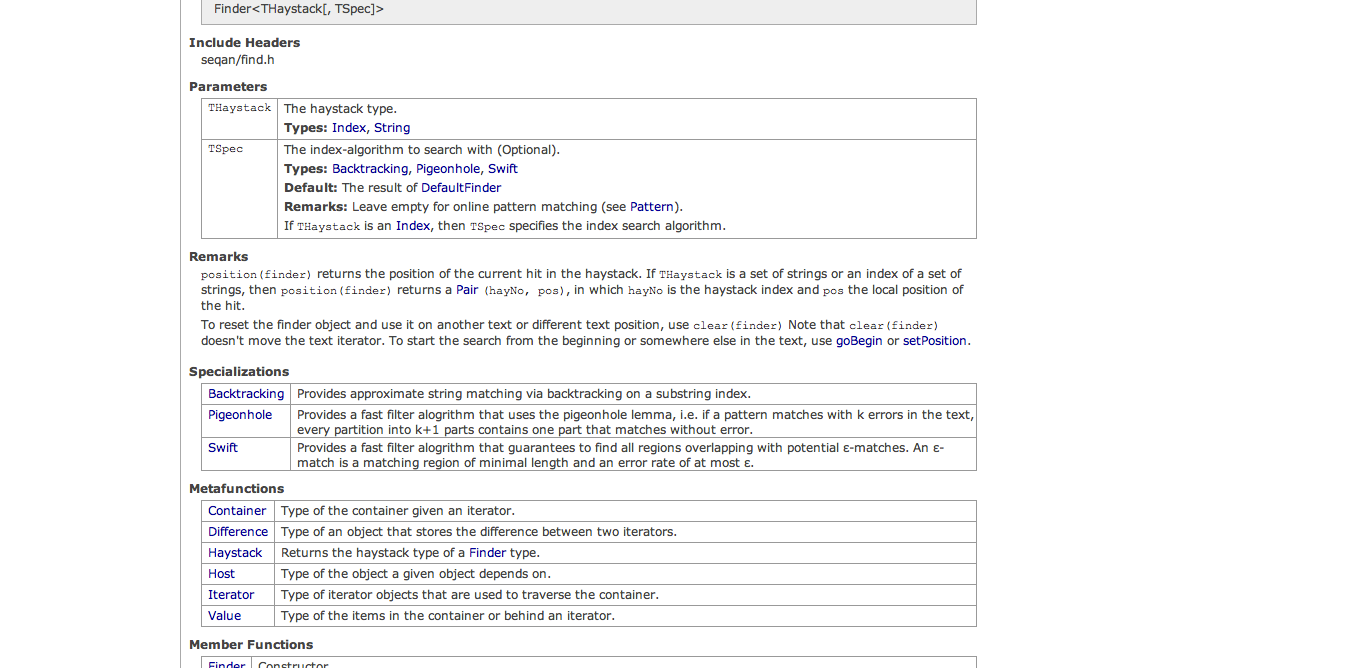 Finder<THaystack[, TSpec]>
Include Headers
seqan/find.h
Parameters
THaystack The haystack type.
Types: Index, String
TSpec The index-algorithm to search with (Optional).
Types: Backtracking, Pigeonhole, Swift
Default: The result of DefaultFinder
Remarks: Leave empty for online pattern matching (see Pattern).
If THaystack is an Index, then TSpec specifies the index search algorithm.
Remarks
position(finder) returns the position of the current hit in the haystack. If THaystack is a set of strings or an index of a set of
strings, then position(finder) returns a Pair (hayNo, pos), in which hayNo is the haystack index and pos the local position of
the hit.
To reset the finder object and use it on another text or different text position, use clear(finder) Note that clear(finder)
doesn't move the text iterator. To start the search from the beginning or somewhere else in the text, use goBegin or setPosition.
Specializations
Backtracking Provides approximate string matching via backtracking on a substring index.
Pigeonhole Provides a fast filter alogrithm that uses the pigeonhole lemma, i.e. if a pattern matches with k errors in the text,
every partition into k+1 parts contains one part that matches without error.
Swift Provides a fast filter alogrithm that guarantees to find all regions overlapping with potential ε-matches. An ε-
match is a matching region of minimal length and an error rate of at most ε.
Metafunctions
Container Type of the container given an iterator.
Difference Type of an object that stores the difference between two iterators.
Haystack Returns the haystack type of a Finder type.
Host Type of the object a given object depends on.
Iterator Type of iterator objects that are used to traverse the container.
Value Type of the items in the container or behind an iterator.
Member Functions
Finder Constructor